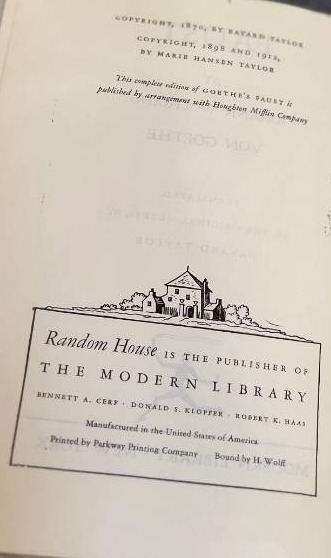 COPYRIGHT, 1870, BY BAYARD TAYLOR
COPYRIGHT, 1898 AND 1912,
BY MARIE HANSEN TAYLOR
This complete edition of GOETHE'S FAUST is
published by arrangement with Houghton Mifflin Company
Random House IS THE PUBLISHER OF
THE MODERN LIBRARY
BENNETT A. CERF · DONALD S. KLOPFER · ROBERT K. HAAS
Manufactured in the United States of America
Printed by Parkway Printing Company Bound by H. Wolff